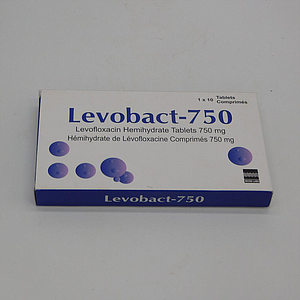 1 x 10 Tablets
Comprimés
Levobact-750
Levofloxacin Hemihydrate Tablets 750 mg
Hémihydrate de Lévofloxacine Comprimés 750 mg
Levobact-750